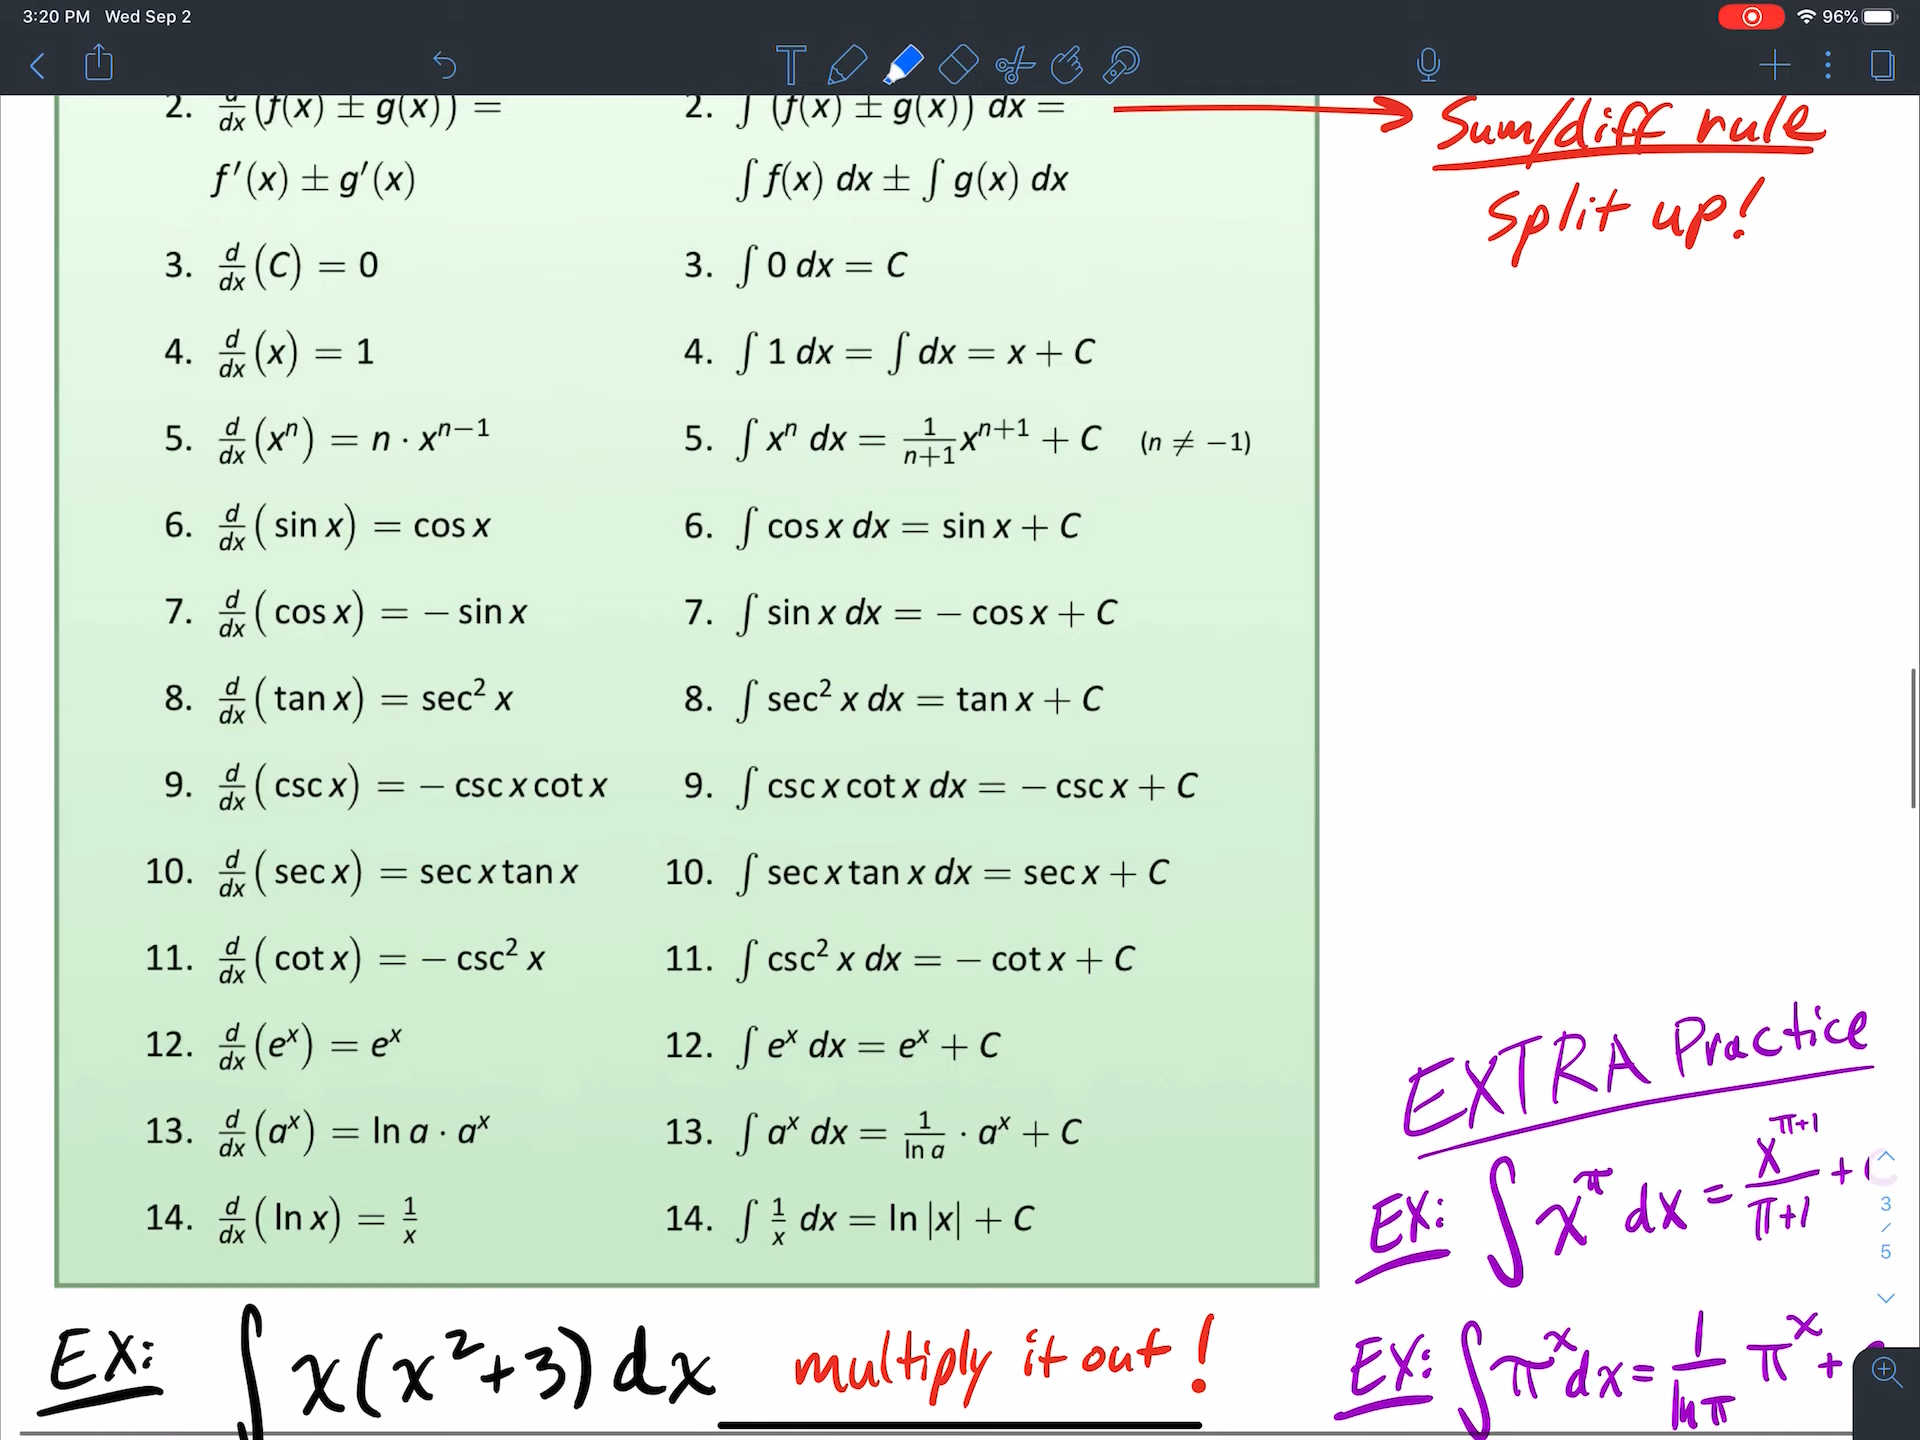 3:20 PM Wed Sep 2
96%
2. d/dx (f(x) ± g(x)) =
f′(x) ± g′(x)
3. d/dx (C) = 0
4. d/dx (x) = 1
5. d/dx (xⁿ) = n · xⁿ⁻¹
6. d/dx ( sin x) = cos x
7. d/dx ( cos x) = − sin x
8. d/dx ( tan x) = sec² x
9. d/dx ( csc x) = − csc x cot x
10. d/dx ( sec x) = sec x tan x
11. d/dx ( cot x) = − csc² x
12. d/dx (eˣ) = eˣ
13. d/dx (aˣ) = ln a · aˣ
14. d/dx ( ln x) = 1/x
2. ∫ (f(x) ± g(x)) dx =
∫ f(x) dx ± ∫ g(x) dx
3. ∫ 0 dx = C
4. ∫ 1 dx = ∫ dx = x + C
5. ∫ xⁿ dx = 1/(n+1) xⁿ⁺¹ + C (n ≠ −1)
6. ∫ cos x dx = sin x + C
7. ∫ sin x dx = − cos x + C
8. ∫ sec² x dx = tan x + C
9. ∫ csc x cot x dx = − csc x + C
10. ∫ sec x tan x dx = sec x + C
11. ∫ csc² x dx = − cot x + C
12. ∫ eˣ dx = eˣ + C
13. ∫ aˣ dx = 1/(ln a) · aˣ + C
14. ∫ 1/x dx = ln |x| + C
Sum/diff rule
Split up!
EXTRA Practice
EX: ∫ x^π dx = x^(π+1)/(π+1) +
EX: ∫ π^x dx = 1/(ln π) π^x +
3
/
5
EX: ∫ x(x²+3) dx multiply it out!